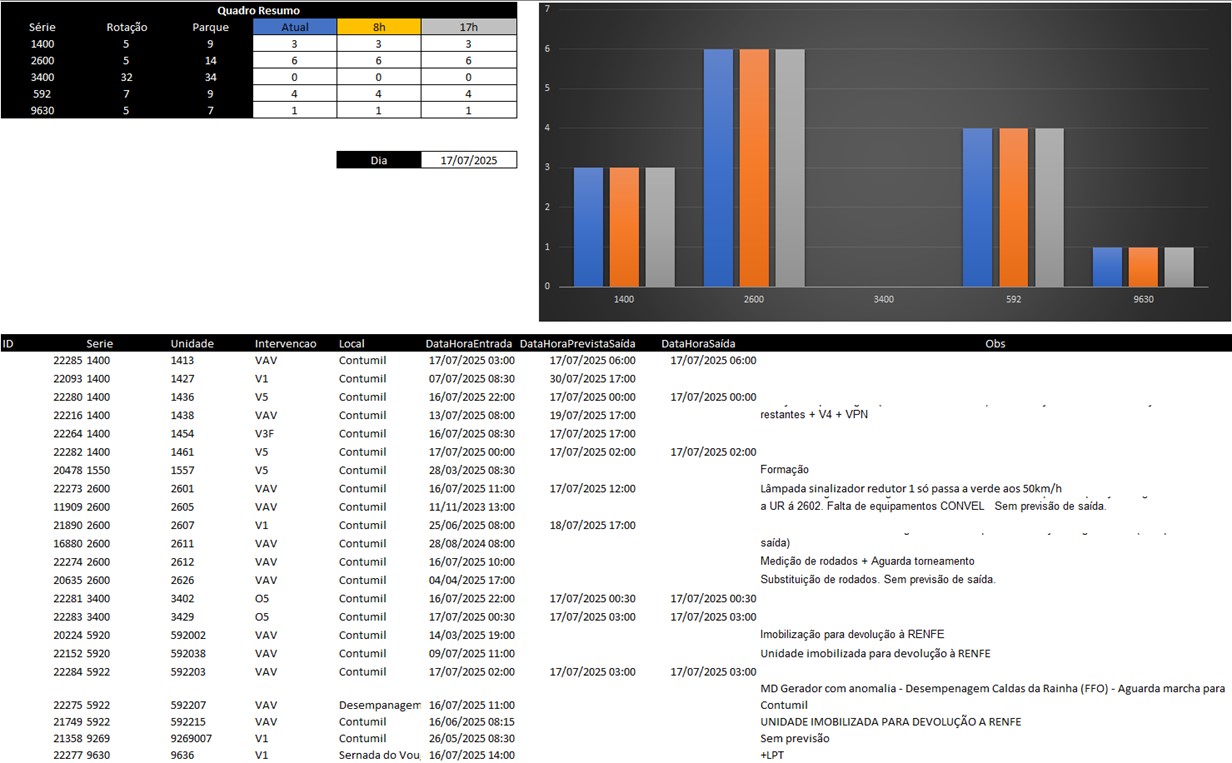 Quadro Resumo
Série Rotação Parque Atual 8h 17h
1400 5 9 3 3 3
2600 5 14 6 6 6
3400 32 34 0 0 0
592 7 9 4 4 4
9630 5 7 1 1 1
Dia 17/07/2025
7
6
5
4
3
2
1
0
1400 2600 3400 592 9630
ID Serie Unidade Intervencao Local DataHoraEntrada DataHoraPrevistaSaída DataHoraSaída Obs
22285 1400 1413 VAV Contumil 17/07/2025 03:00 17/07/2025 06:00 17/07/2025 06:00
22093 1400 1427 V1 Contumil 07/07/2025 08:30 30/07/2025 17:00
22280 1400 1436 V5 Contumil 16/07/2025 22:00 17/07/2025 00:00 17/07/2025 00:00
22216 1400 1438 VAV Contumil 13/07/2025 08:00 19/07/2025 17:00 restantes + V4 + VPN
22264 1400 1454 V3F Contumil 16/07/2025 08:30 17/07/2025 17:00
22282 1400 1461 V5 Contumil 17/07/2025 00:00 17/07/2025 02:00 17/07/2025 02:00
20478 1550 1557 V5 Contumil 28/03/2025 08:30 Formação
22273 2600 2601 VAV Contumil 16/07/2025 11:00 17/07/2025 12:00 Lâmpada sinalizador redutor 1 só passa a verde aos 50km/h
11909 2600 2605 VAV Contumil 11/11/2023 13:00 a UR á 2602. Falta de equipamentos CONVEL Sem previsão de saída.
21890 2600 2607 V1 Contumil 25/06/2025 08:00 18/07/2025 17:00
16880 2600 2611 VAV Contumil 28/08/2024 08:00 saída)
22274 2600 2612 VAV Contumil 16/07/2025 10:00 Medição de rodados + Aguarda torneamento
20635 2600 2626 VAV Contumil 04/04/2025 17:00 Substituição de rodados. Sem previsão de saída.
22281 3400 3402 O5 Contumil 16/07/2025 22:00 17/07/2025 00:30 17/07/2025 00:30
22283 3400 3429 O5 Contumil 17/07/2025 00:30 17/07/2025 03:00 17/07/2025 03:00
20224 5920 592002 VAV Contumil 14/03/2025 19:00 Imobilização para devolução à RENFE
22152 5920 592038 VAV Contumil 09/07/2025 11:00 Unidade imobilizada para devolução à RENFE
22284 5922 592203 VAV Contumil 17/07/2025 02:00 17/07/2025 03:00 17/07/2025 03:00
MD Gerador com anomalia - Desempenagem Caldas da Rainha (FFO) - Aguarda marcha para
22275 5922 592207 VAV Desempanagem 16/07/2025 11:00 Contumil
21749 5922 592215 VAV Contumil 16/06/2025 08:15 UNIDADE IMOBILIZADA PARA DEVOLUÇÃO A RENFE
21358 9269 9269007 V1 Contumil 26/05/2025 08:30 Sem previsão
22277 9630 9636 V1 Sernada do Vou 16/07/2025 14:00 +LPT